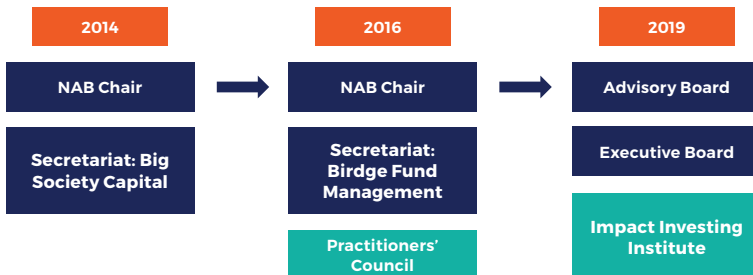 2014
2016
2019
NAB Chair
NAB Chair
Advisory Board
Secretariat: Big
Society Capital
Secretariat:
Birdge Fund
Management
Executive Board
Practitioners’
Council
Impact Investing
Institute